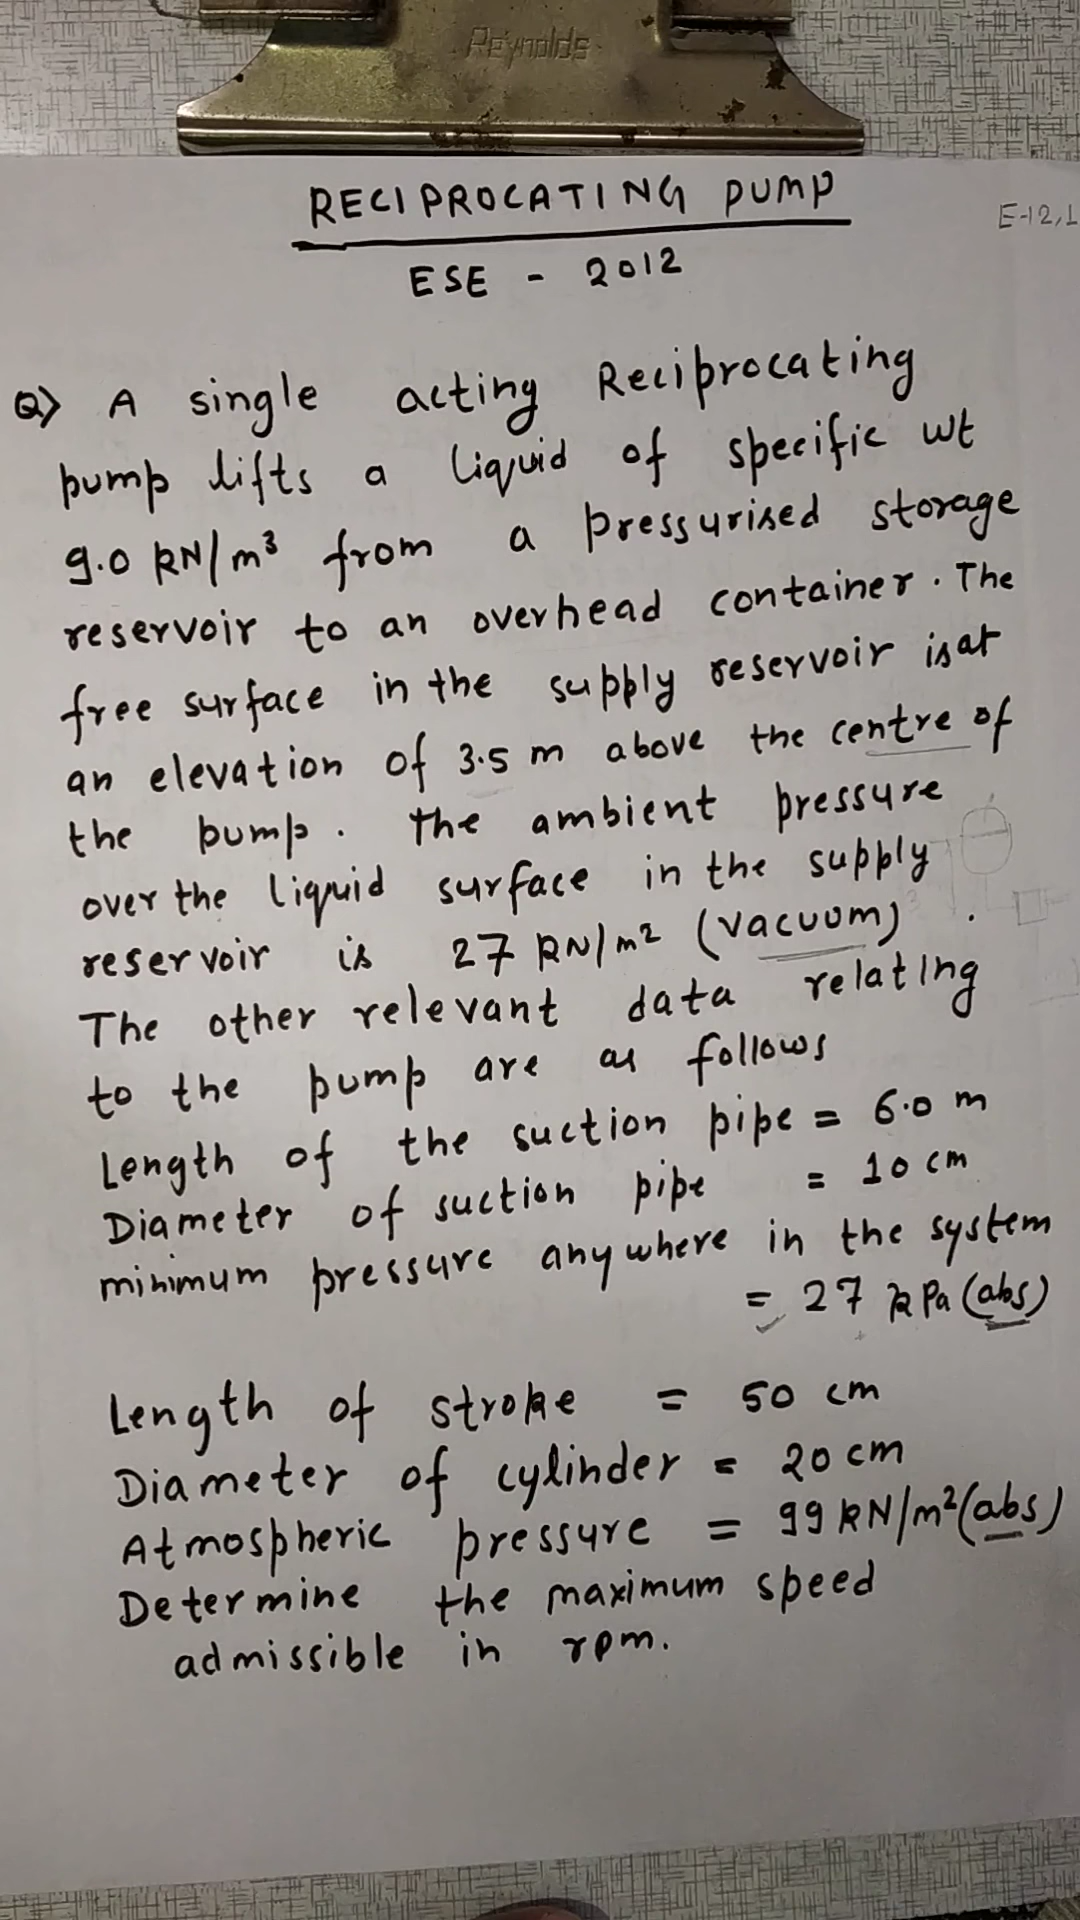 Reynolds
RECIPROCATING PUMP
E-12,1
ESE - 2012
Q) A single acting Reciprocating
pump lifts a liquid of specific wt
9.0 kN/m³ from a pressurised storage
reservoir to an overhead container. The
free surface in the supply reservoir is at
an elevation of 3.5 m above the centre of
the pump. the ambient pressure
over the liquid surface in the supply
reservoir is 27 kN/m² (vacuum)
The other relevant data relating
to the pump are as follows
Length of the suction pipe = 6.0 m
Diameter of suction pipe = 10 cm
minimum pressure anywhere in the system
= 27 kPa (abs)
Length of stroke = 50 cm
Diameter of cylinder = 20 cm
Atmospheric pressure = 99 kN/m² (abs)
Determine the maximum speed
admissible in rpm.